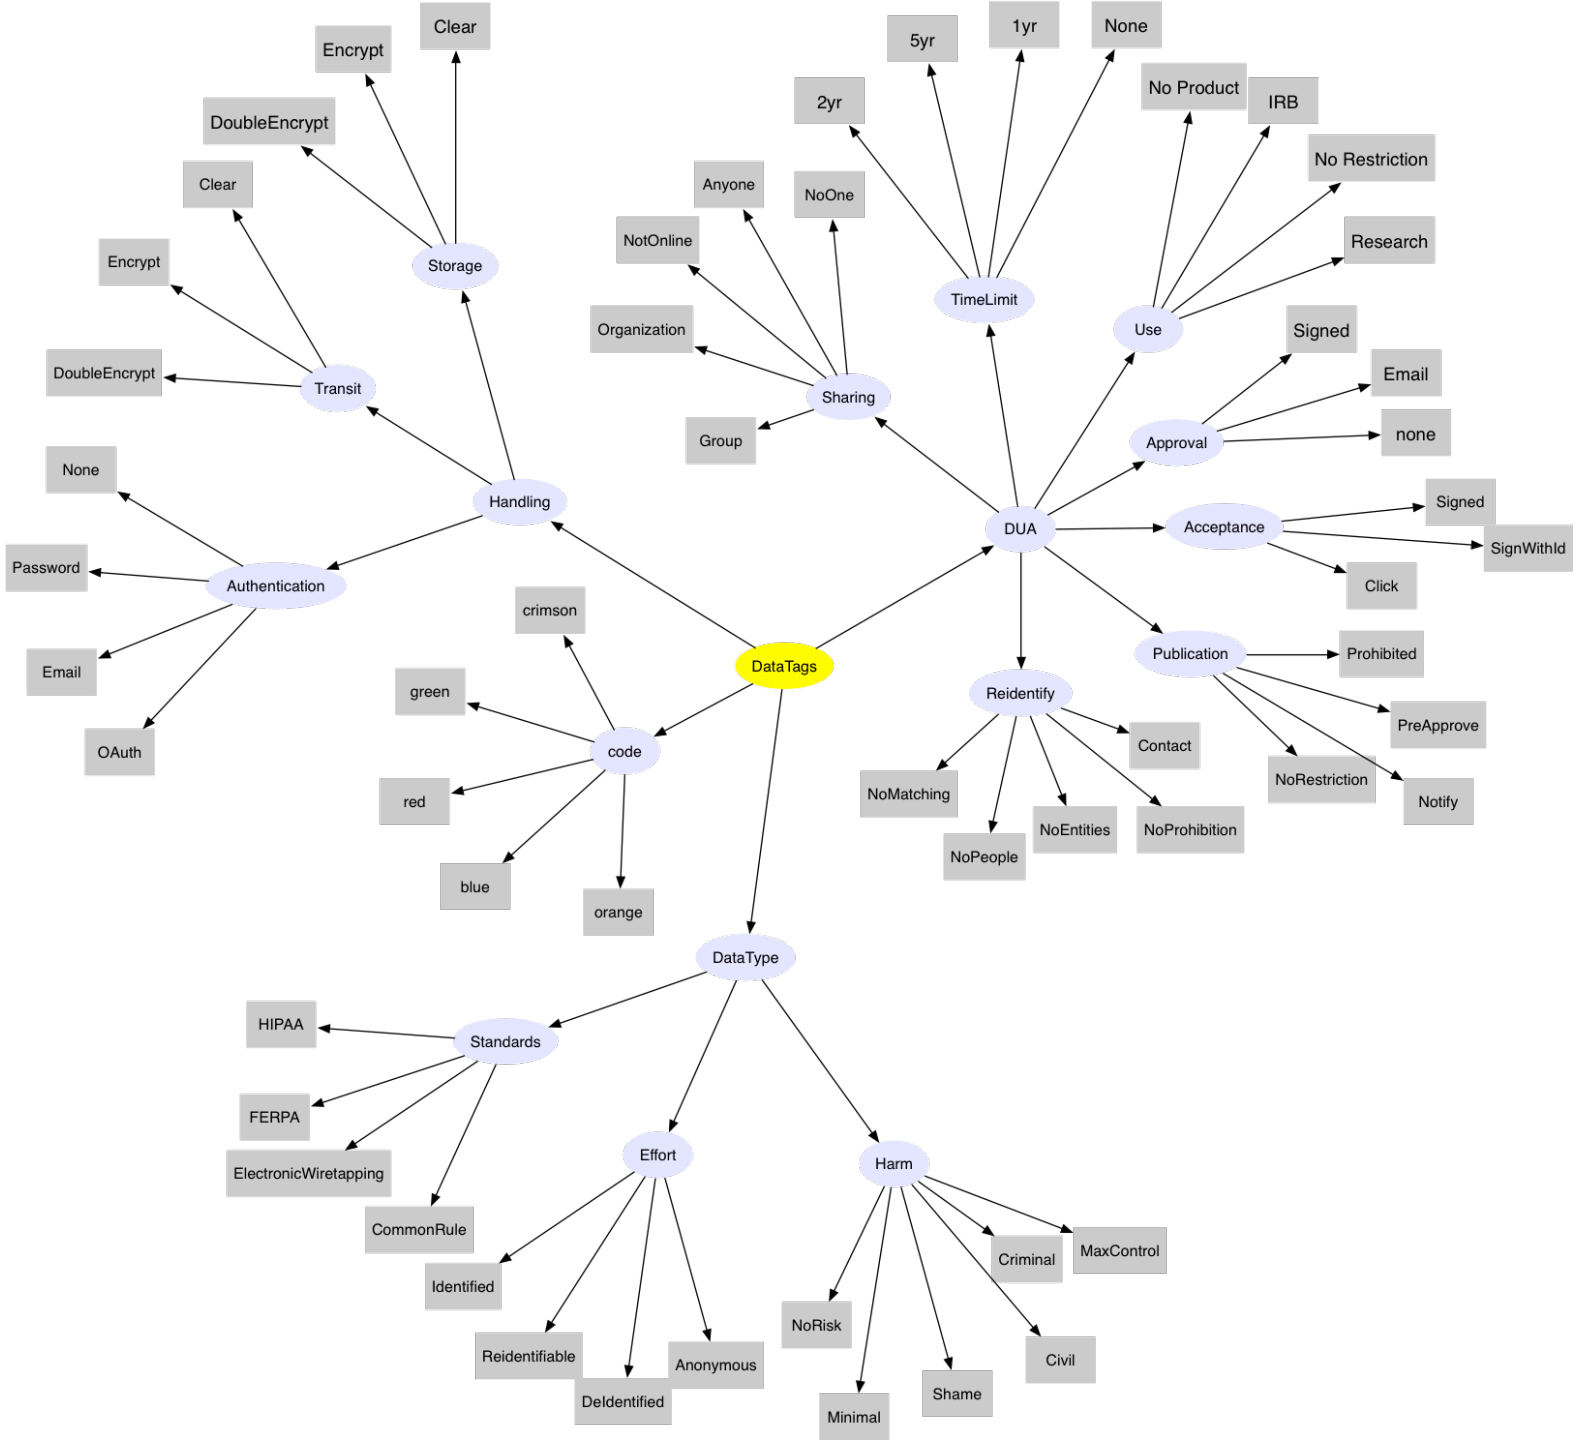 Clear
Encrypt
DoubleEncrypt
Clear
Encrypt
Storage
DoubleEncrypt
Transit
None
Handling
Password
Authentication
Email
OAuth
5yr
1yr
None
2yr
No Product
IRB
No Restriction
Anyone
NoOne
NotOnline
Research
Organization
TimeLimit
Use
Signed
Sharing
Email
Group
Approval
none
DUA
Acceptance
Signed
SignWithId
Click
Publication
Prohibited
PreApprove
NoRestriction
Notify
Reidentify
Contact
NoMatching
NoPeople
NoEntities
NoProhibition
DataTags
crimson
green
code
red
blue
orange
DataType
HIPAA
Standards
FERPA
ElectronicWiretapping
CommonRule
Effort
Identified
Reidentifiable
DeIdentified
Anonymous
Harm
Criminal
MaxControl
NoRisk
Civil
Shame
Minimal